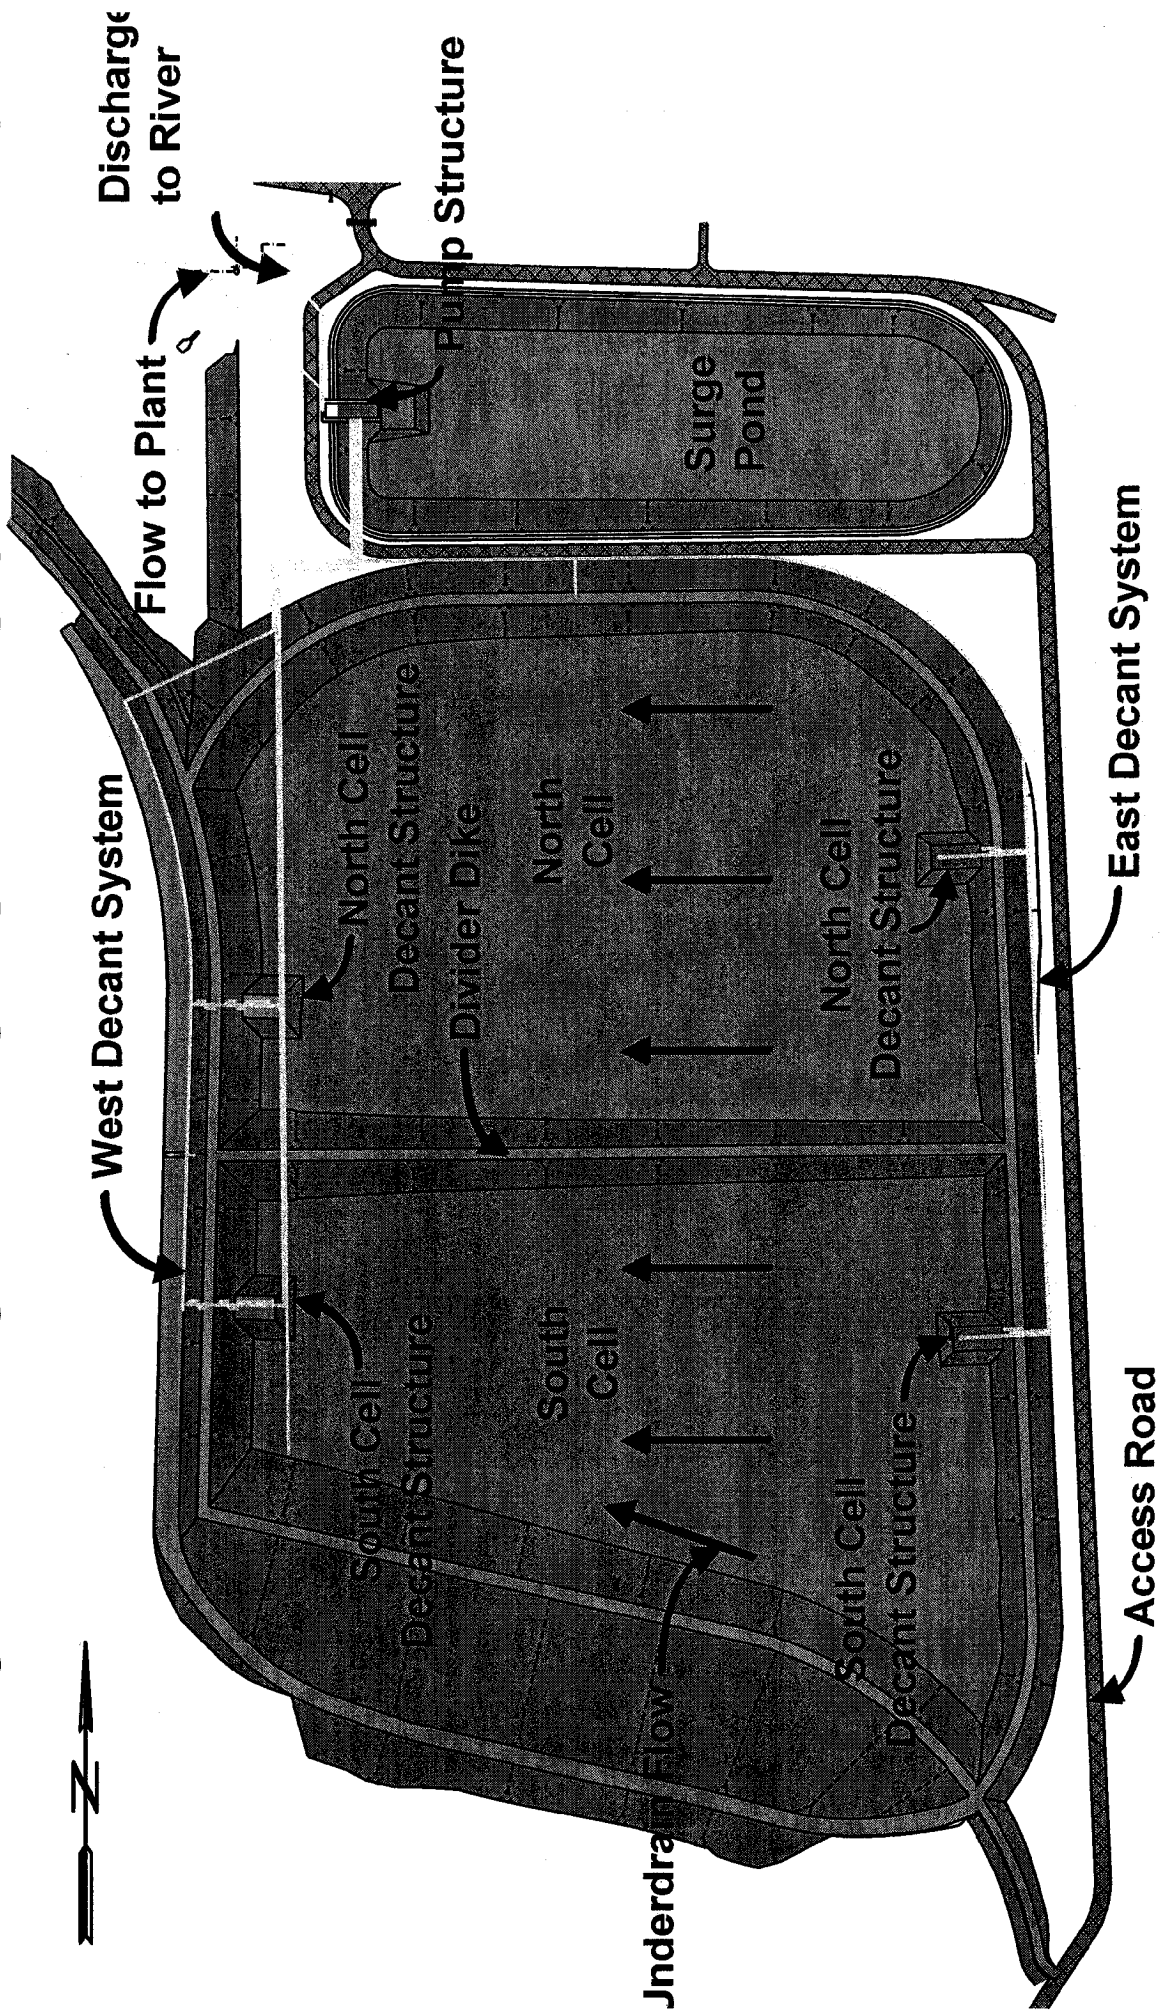 N
West Decant System
Flow to Plant
Discharge
to River
South Cell
Decant Structure
North Cell
Decant Structure
Divider Dike
Pump Structure
South
Cell
North
Cell
Underdrain Flow
Surge
Pond
South Cell
Decant Structure
North Cell
Decant Structure
Access Road
East Decant System